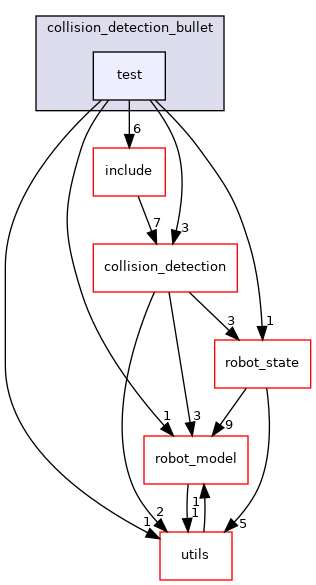 collision_detection_bullet
test
6
include
7
3
collision_detection
3
1
robot_state
1
3
9
robot_model
1
1
2
1
5
utils